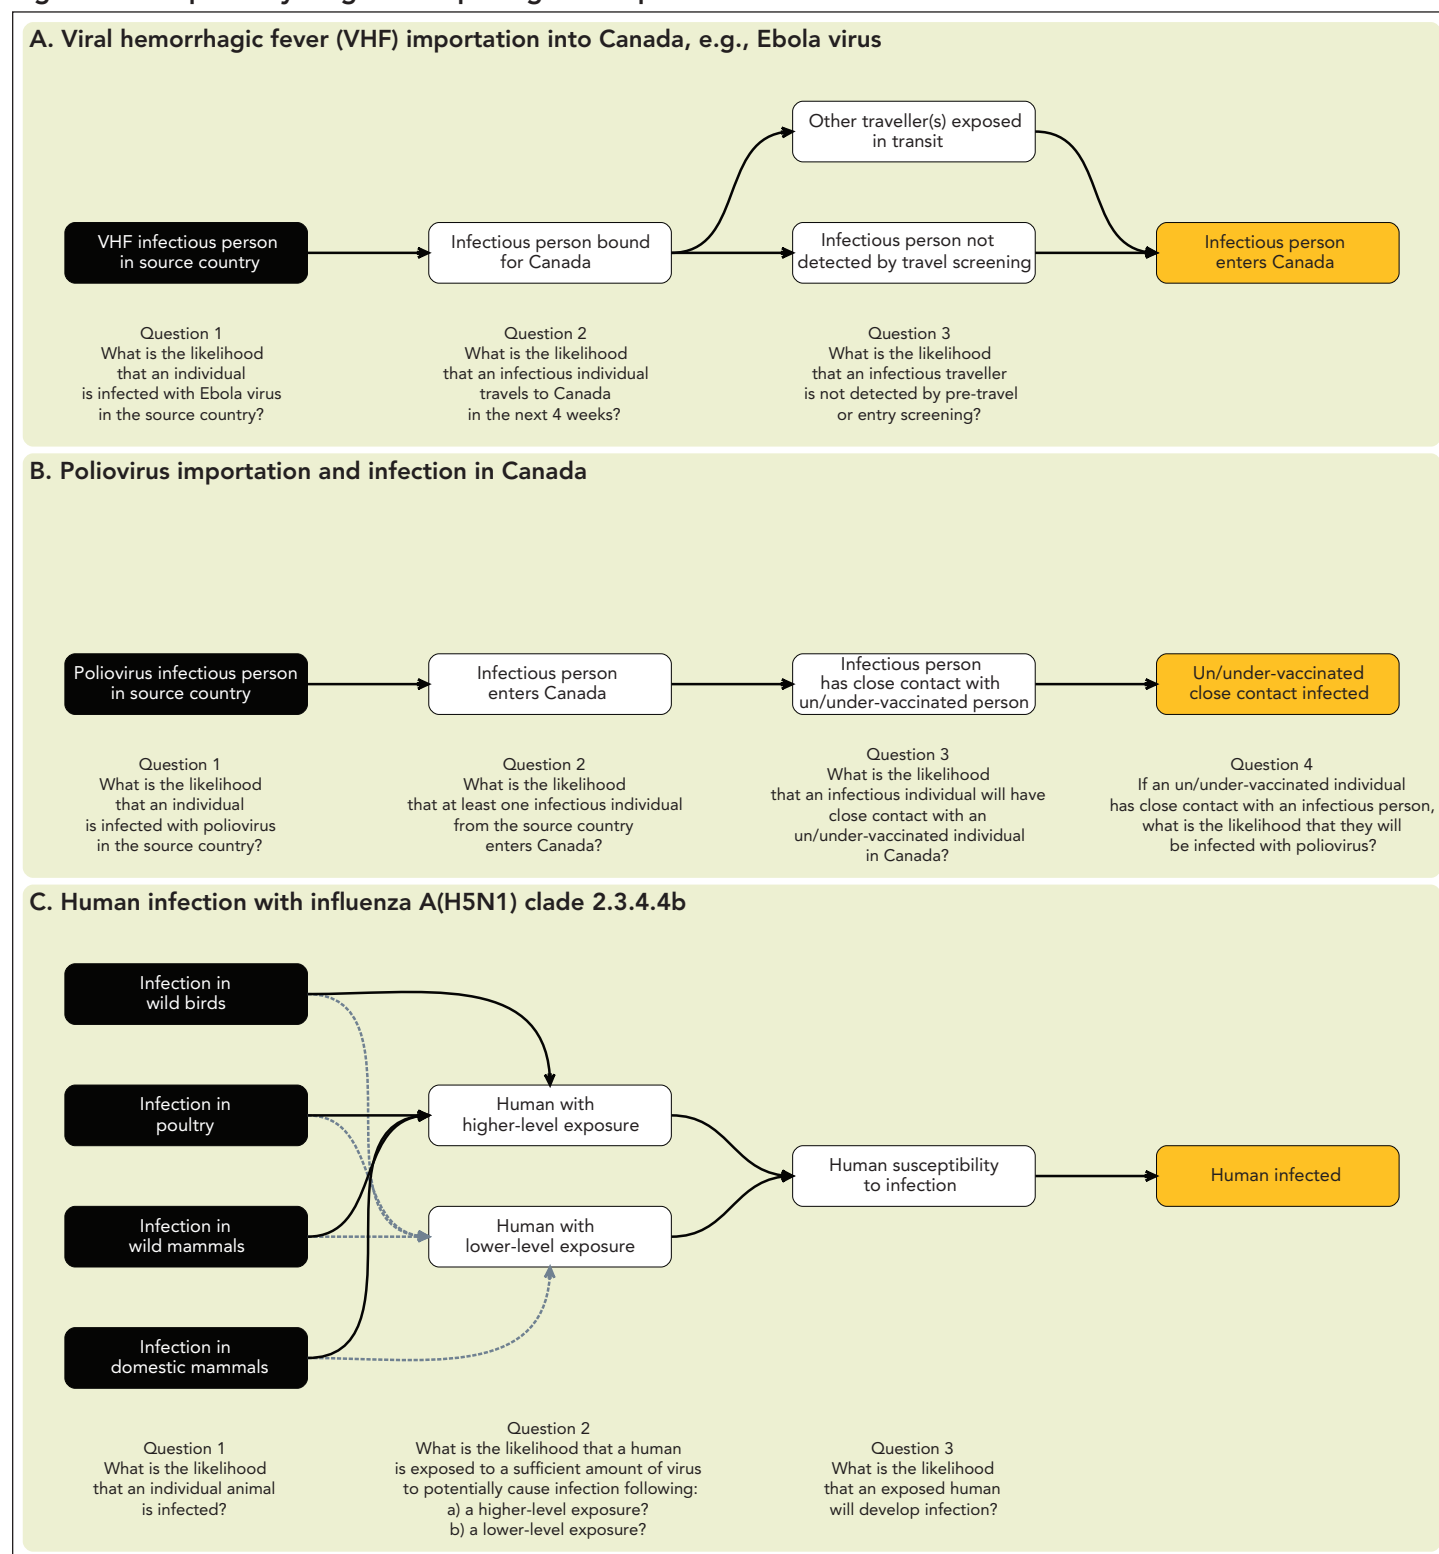 A. Viral hemorrhagic fever (VHF) importation into Canada, e.g., Ebola virus
Other traveller(s) exposed
in transit
VHF infectious person
in source country
Infectious person bound
for Canada
Infectious person not
detected by travel screening
Infectious person
enters Canada
Question 1
What is the likelihood
that an individual
is infected with Ebola virus
in the source country?
Question 2
What is the likelihood
that an infectious individual
travels to Canada
in the next 4 weeks?
Question 3
What is the likelihood
that an infectious traveller
is not detected by pre-travel
or entry screening?
B. Poliovirus importation and infection in Canada
Poliovirus infectious person
in source country
Infectious person
enters Canada
Infectious person
has close contact with
un/under-vaccinated person
Un/under-vaccinated
close contact infected
Question 1
What is the likelihood
that an individual
is infected with poliovirus
in the source country?
Question 2
What is the likelihood
that at least one infectious individual
from the source country
enters Canada?
Question 3
What is the likelihood
that an infectious individual will have
close contact with an
un/under-vaccinated individual
in Canada?
Question 4
If an un/under-vaccinated individual
has close contact with an infectious person,
what is the likelihood that they will
be infected with poliovirus?
C. Human infection with influenza A(H5N1) clade 2.3.4.4b
Infection in
wild birds
Infection in
poultry
Infection in
wild mammals
Infection in
domestic mammals
Human with
higher-level exposure
Human with
lower-level exposure
Human susceptibility
to infection
Human infected
Question 1
What is the likelihood
that an individual animal
is infected?
Question 2
What is the likelihood that a human
is exposed to a sufficient amount of virus
to potentially cause infection following:
a) a higher-level exposure?
b) a lower-level exposure?
Question 3
What is the likelihood
that an exposed human
will develop infection?